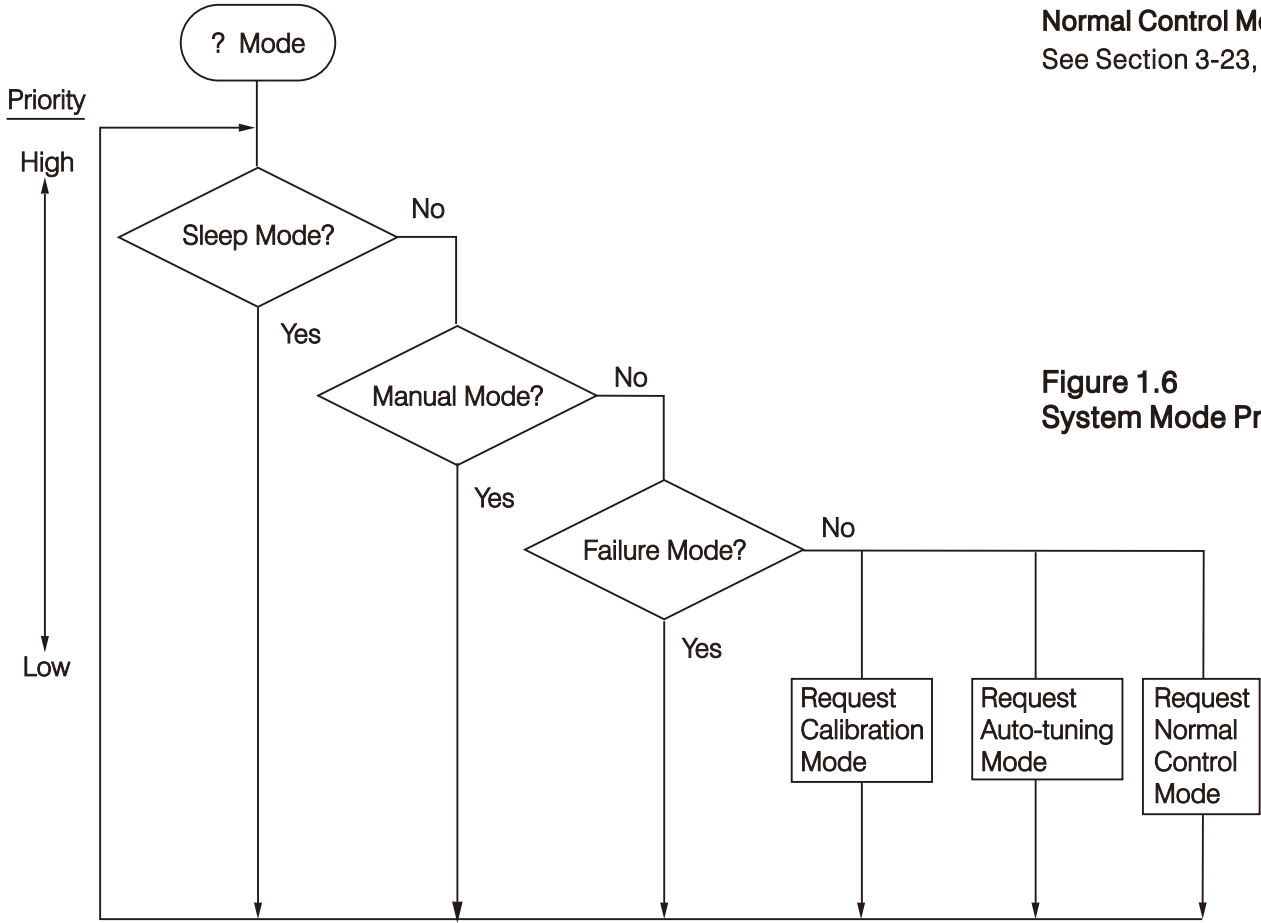 ? Mode
Normal Control Mo
See Section 3-23,
Priority
High
No
Sleep Mode?
Yes
No
Manual Mode?
Figure 1.6
System Mode Pr
Yes
No
Failure Mode?
Yes
Low
Request
Calibration
Mode
Request
Auto-tuning
Mode
Request
Normal
Control
Mode